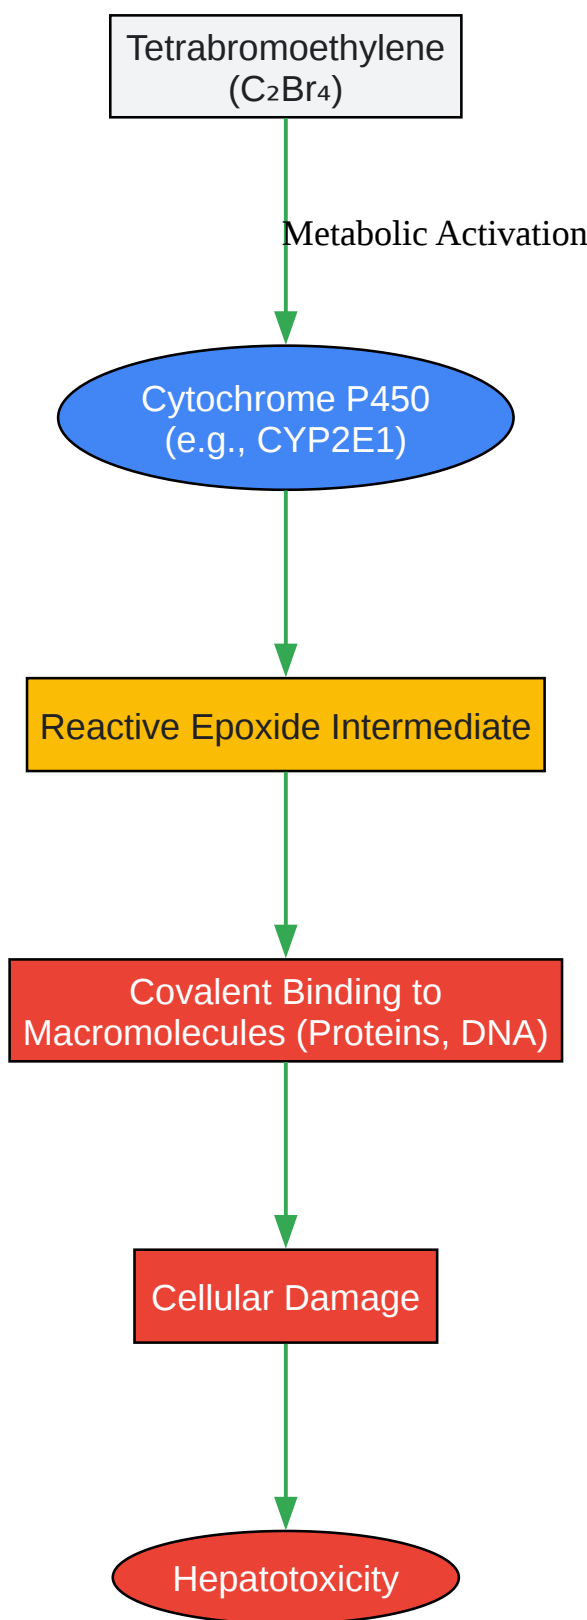 Tetrabromoethylene
(C₂Br₄)
Metabolic Activation
Cytochrome P450
(e.g., CYP2E1)
Reactive Epoxide Intermediate
Covalent Binding to
Macromolecules (Proteins, DNA)
Cellular Damage
Hepatotoxicity